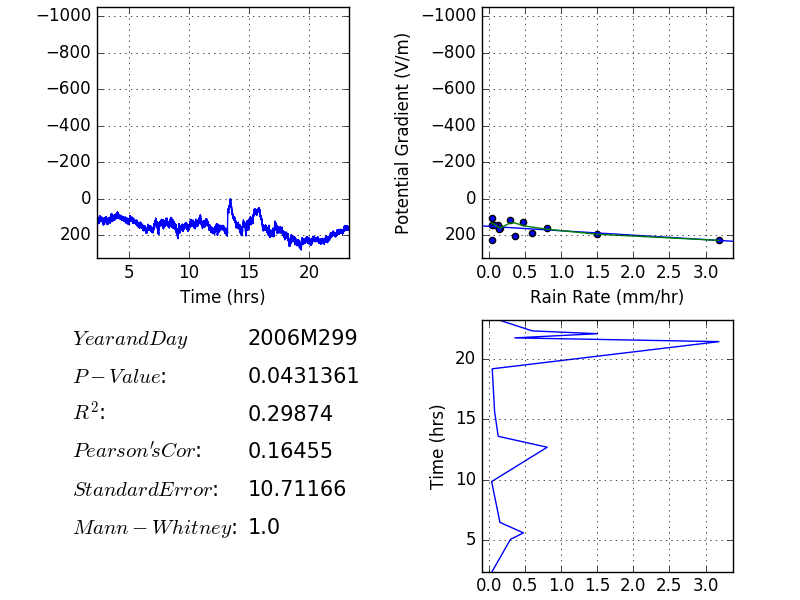 −1000
−800
−600
−400
−200
0
200
5 10 15 20
Time (hrs)
Potential Gradient (V/m)
−1000
−800
−600
−400
−200
0
200
0.0 0.5 1.0 1.5 2.0 2.5 3.0
Rain Rate (mm/hr)
YearandDay 2006M299
P−Value: 0.0431361
R²: 0.29874
Pearson'sCor: 0.16455
StandardError: 10.71166
Mann−Whitney: 1.0
Time (hrs)
20
15
10
5
0.0 0.5 1.0 1.5 2.0 2.5 3.0